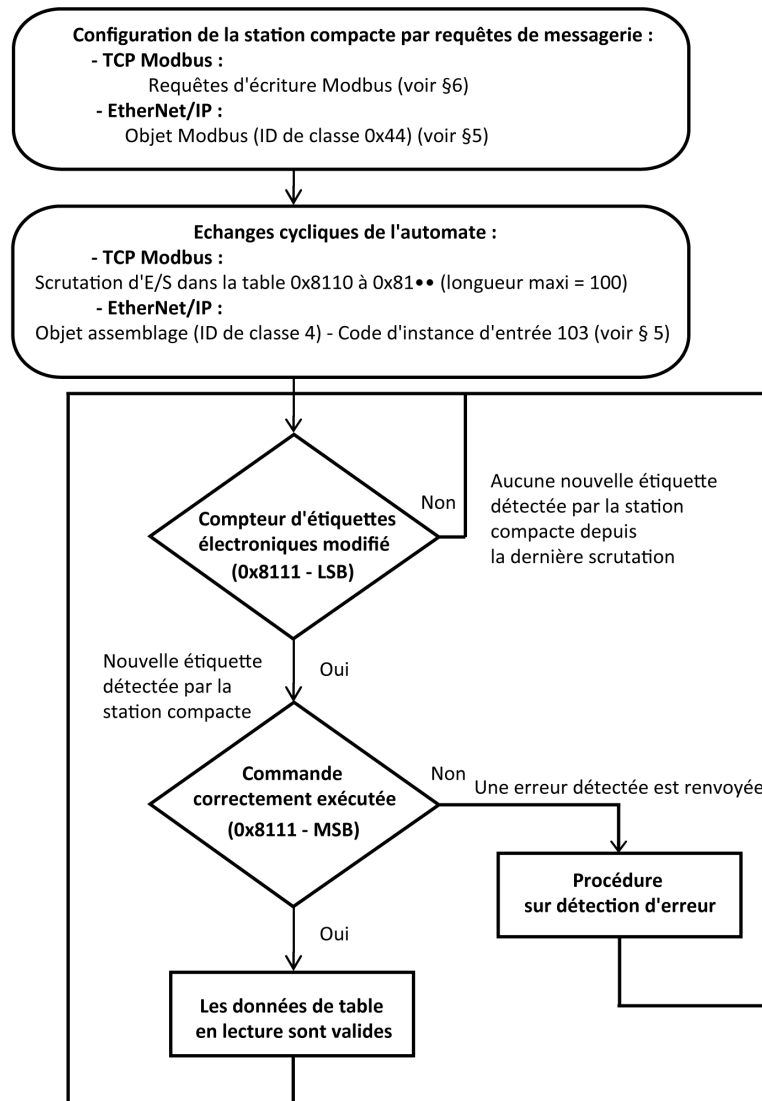 Configuration de la station compacte par requêtes de messagerie :
- TCP Modbus :
Requêtes d'écriture Modbus (voir §6)
- EtherNet/IP :
Objet Modbus (ID de classe 0x44) (voir §5)
Echanges cycliques de l'automate :
- TCP Modbus :
Scrutation d'E/S dans la table 0x8110 à 0x81•• (longueur maxi = 100)
- EtherNet/IP :
Objet assemblage (ID de classe 4) - Code d'instance d'entrée 103 (voir § 5)
Compteur d'étiquettes
électroniques modifié
(0x8111 - LSB)
Non
Aucune nouvelle étiquette
détectée par la station
compacte depuis
la dernière scrutation
Nouvelle étiquette
détectée par la
station compacte
Oui
Commande
correctement exécutée
(0x8111 - MSB)
Non
Une erreur détectée est renvoyée
Procédure
sur détection d'erreur
Oui
Les données de table
en lecture sont valides